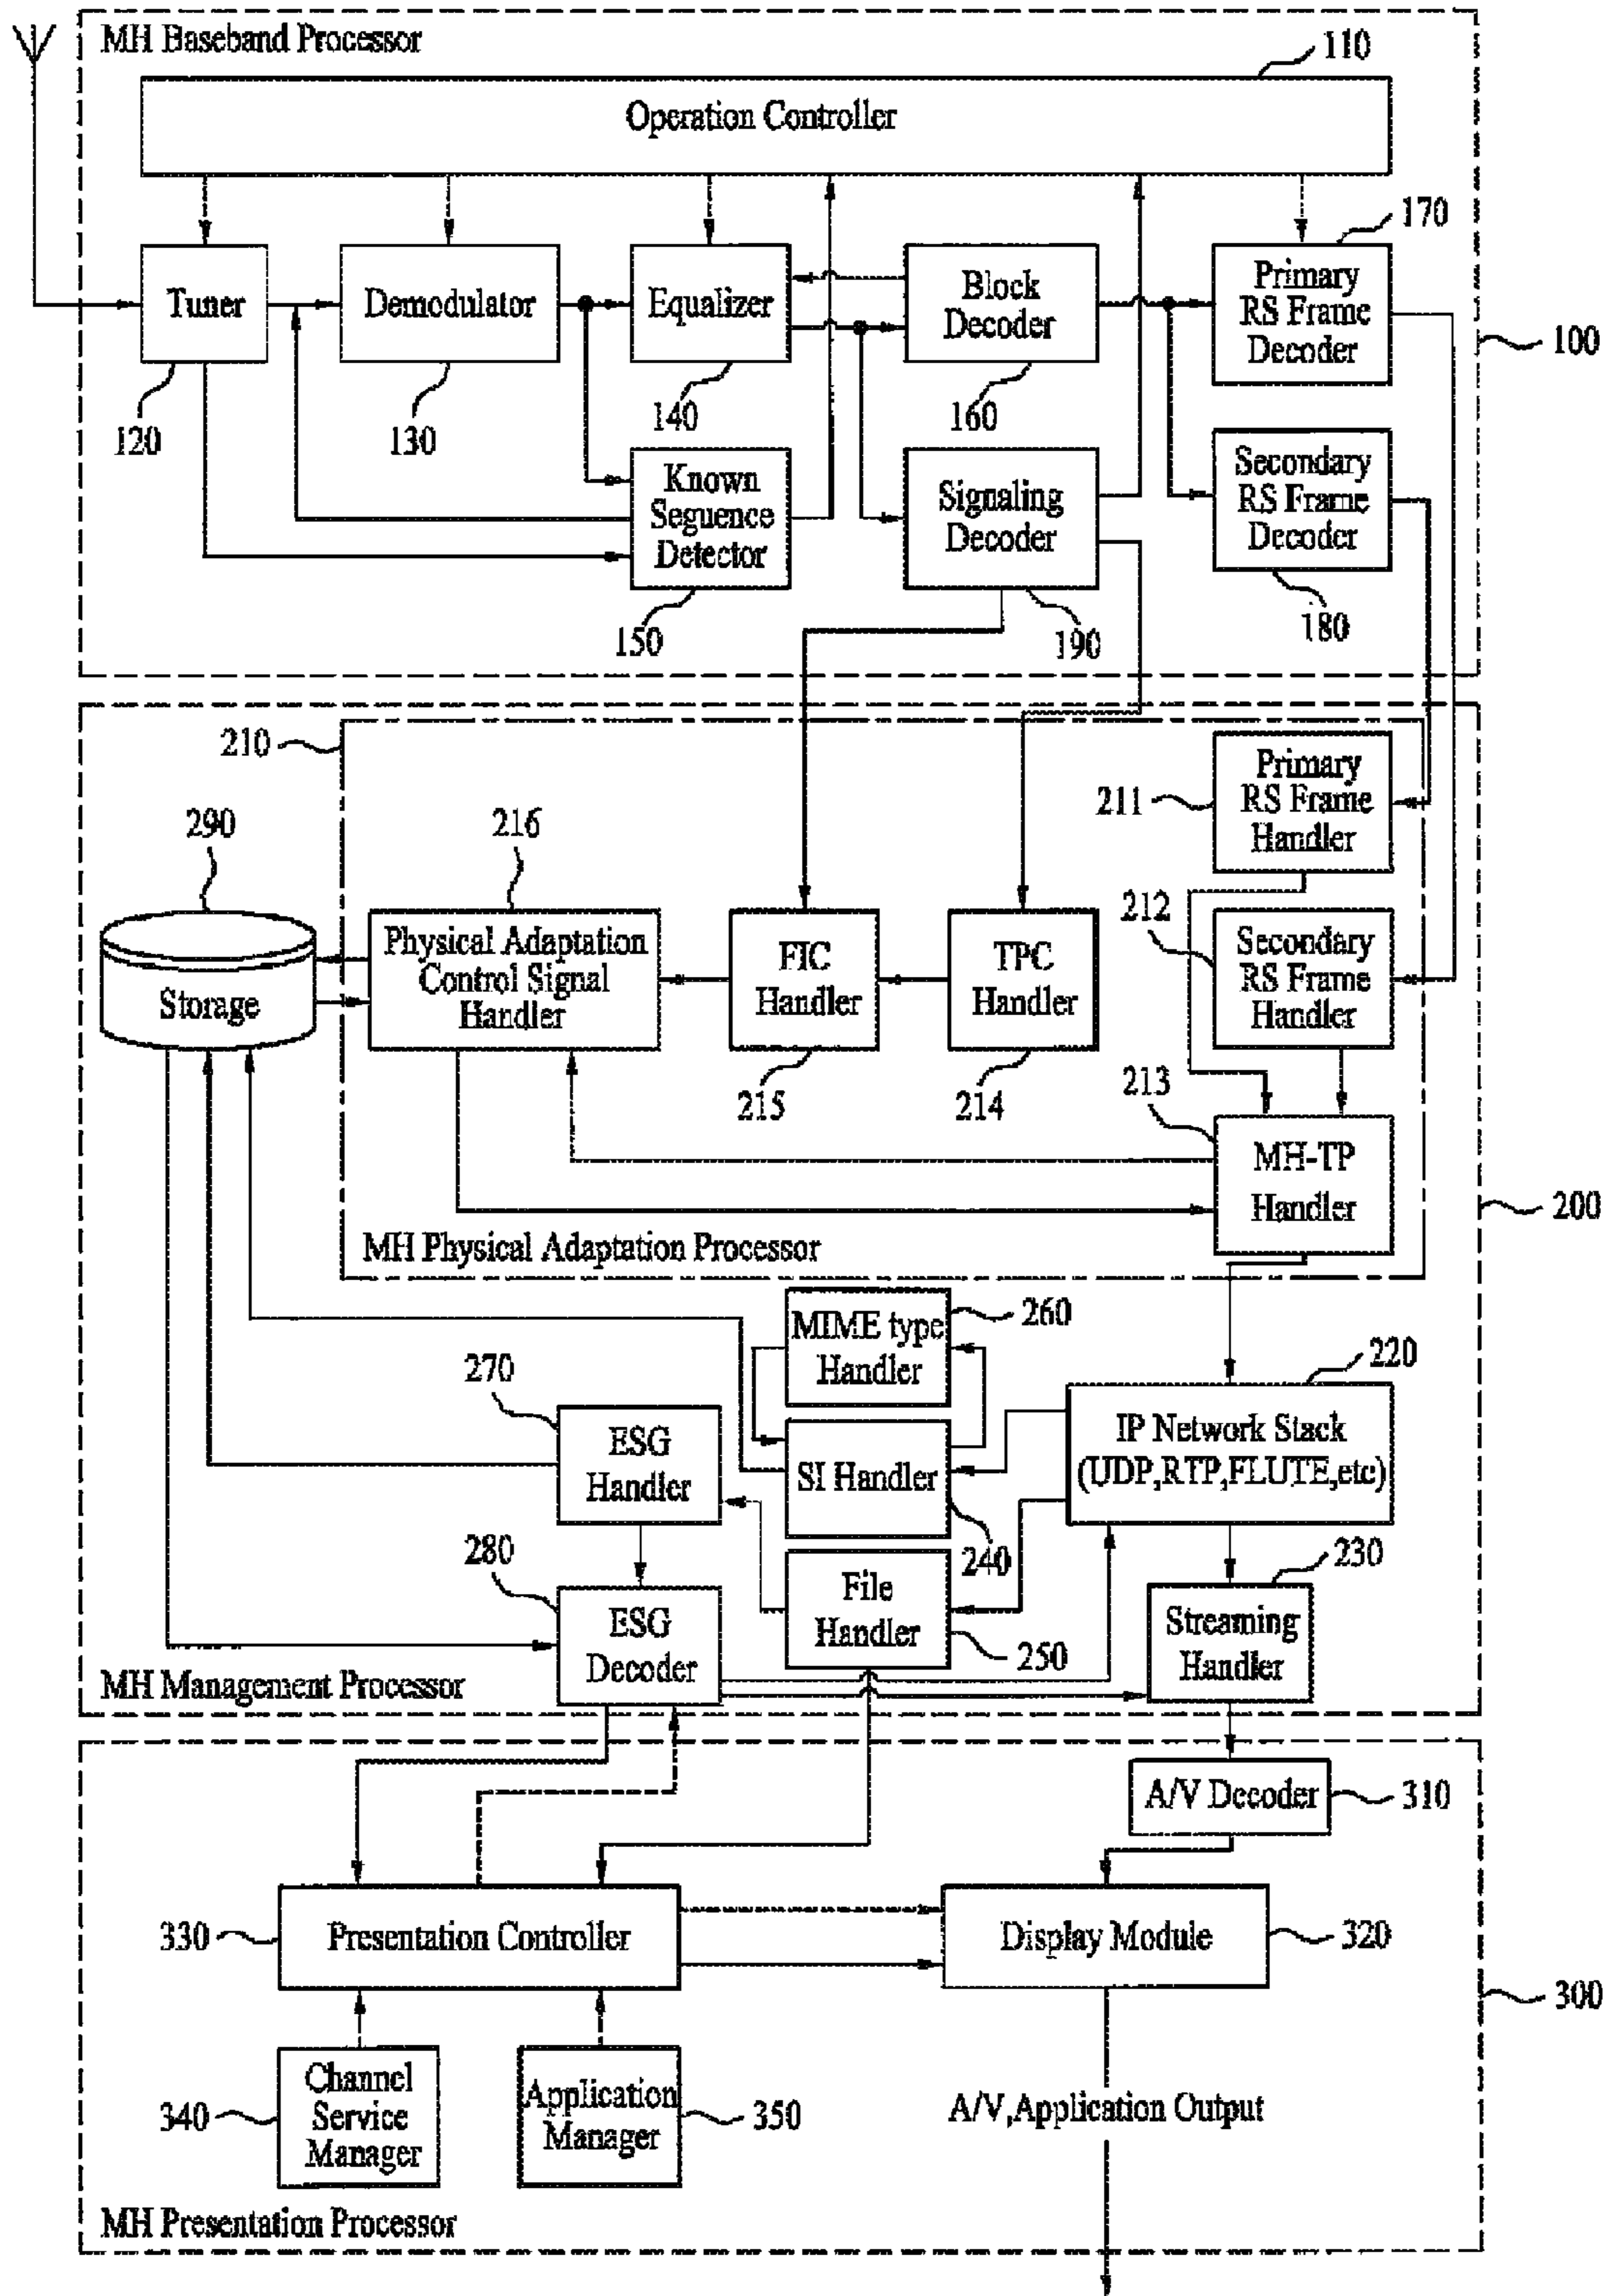 MH Baseband Processor
110
Operation Controller
170
Tuner
Demodulator
Equalizer
Block
Decoder
Primary
RS Frame
Decoder
100
120
130
140
160
Known
Seguence
Detector
Signaling
Decoder
Secondary
RS Frame
Decoder
150
190
180
210
Primary
RS Frame
Handler
211
290
216
212
Storage
Physical Adaptation
Control Signal
Handler
FIC
Handler
TPC
Handler
Secondary
RS Frame
Handler
215
214
213
MH-TP
Handler
200
MH Physical Adaptation Processor
MIME type
Handler
260
270
220
ESG
Handler
SI Handler
IP Network Stack
(UDP,RTP,FLUTE,etc)
280
240
230
ESG
Decoder
File
Handler
250
Streaming
Handler
MH Management Processor
A/V Decoder
310
330
Presentation Controller
Display Module
320
300
340
Channel
Service
Manager
Application
Manager
350
A/V,Application Output
MH Presentation Processor